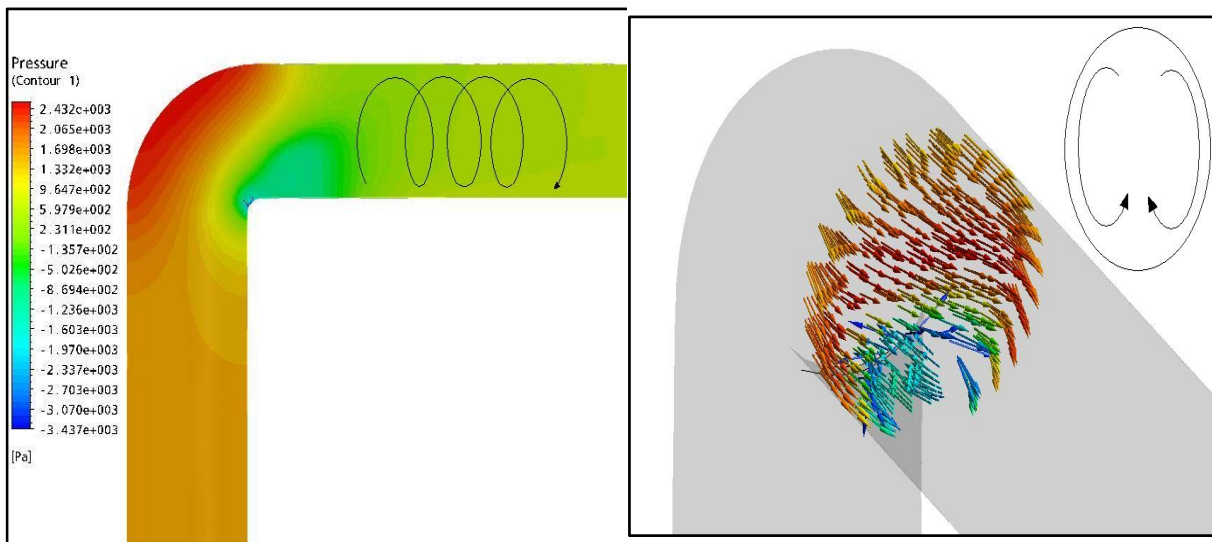 Pressure
(Contour 1)
2.432e+003
2.065e+003
1.698e+003
1.332e+003
9.647e+002
5.979e+002
2.311e+002
-1.357e+002
-5.026e+002
-8.694e+002
-1.236e+003
-1.603e+003
-1.970e+003
-2.337e+003
-2.703e+003
-3.070e+003
-3.437e+003
[Pa]